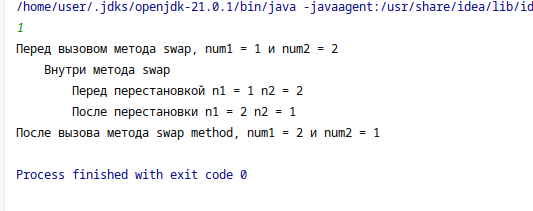 /home/user/.jdks/openjdk-21.0.1/bin/java -javaagent:/usr/share/idea/lib/id
1
Перед вызовом метода swap, num1 = 1 и num2 = 2
Внутри метода swap
Перед перестановкой n1 = 1 n2 = 2
После перестановки n1 = 2 n2 = 1
После вызова метода swap method, num1 = 2 и num2 = 1
Process finished with exit code 0